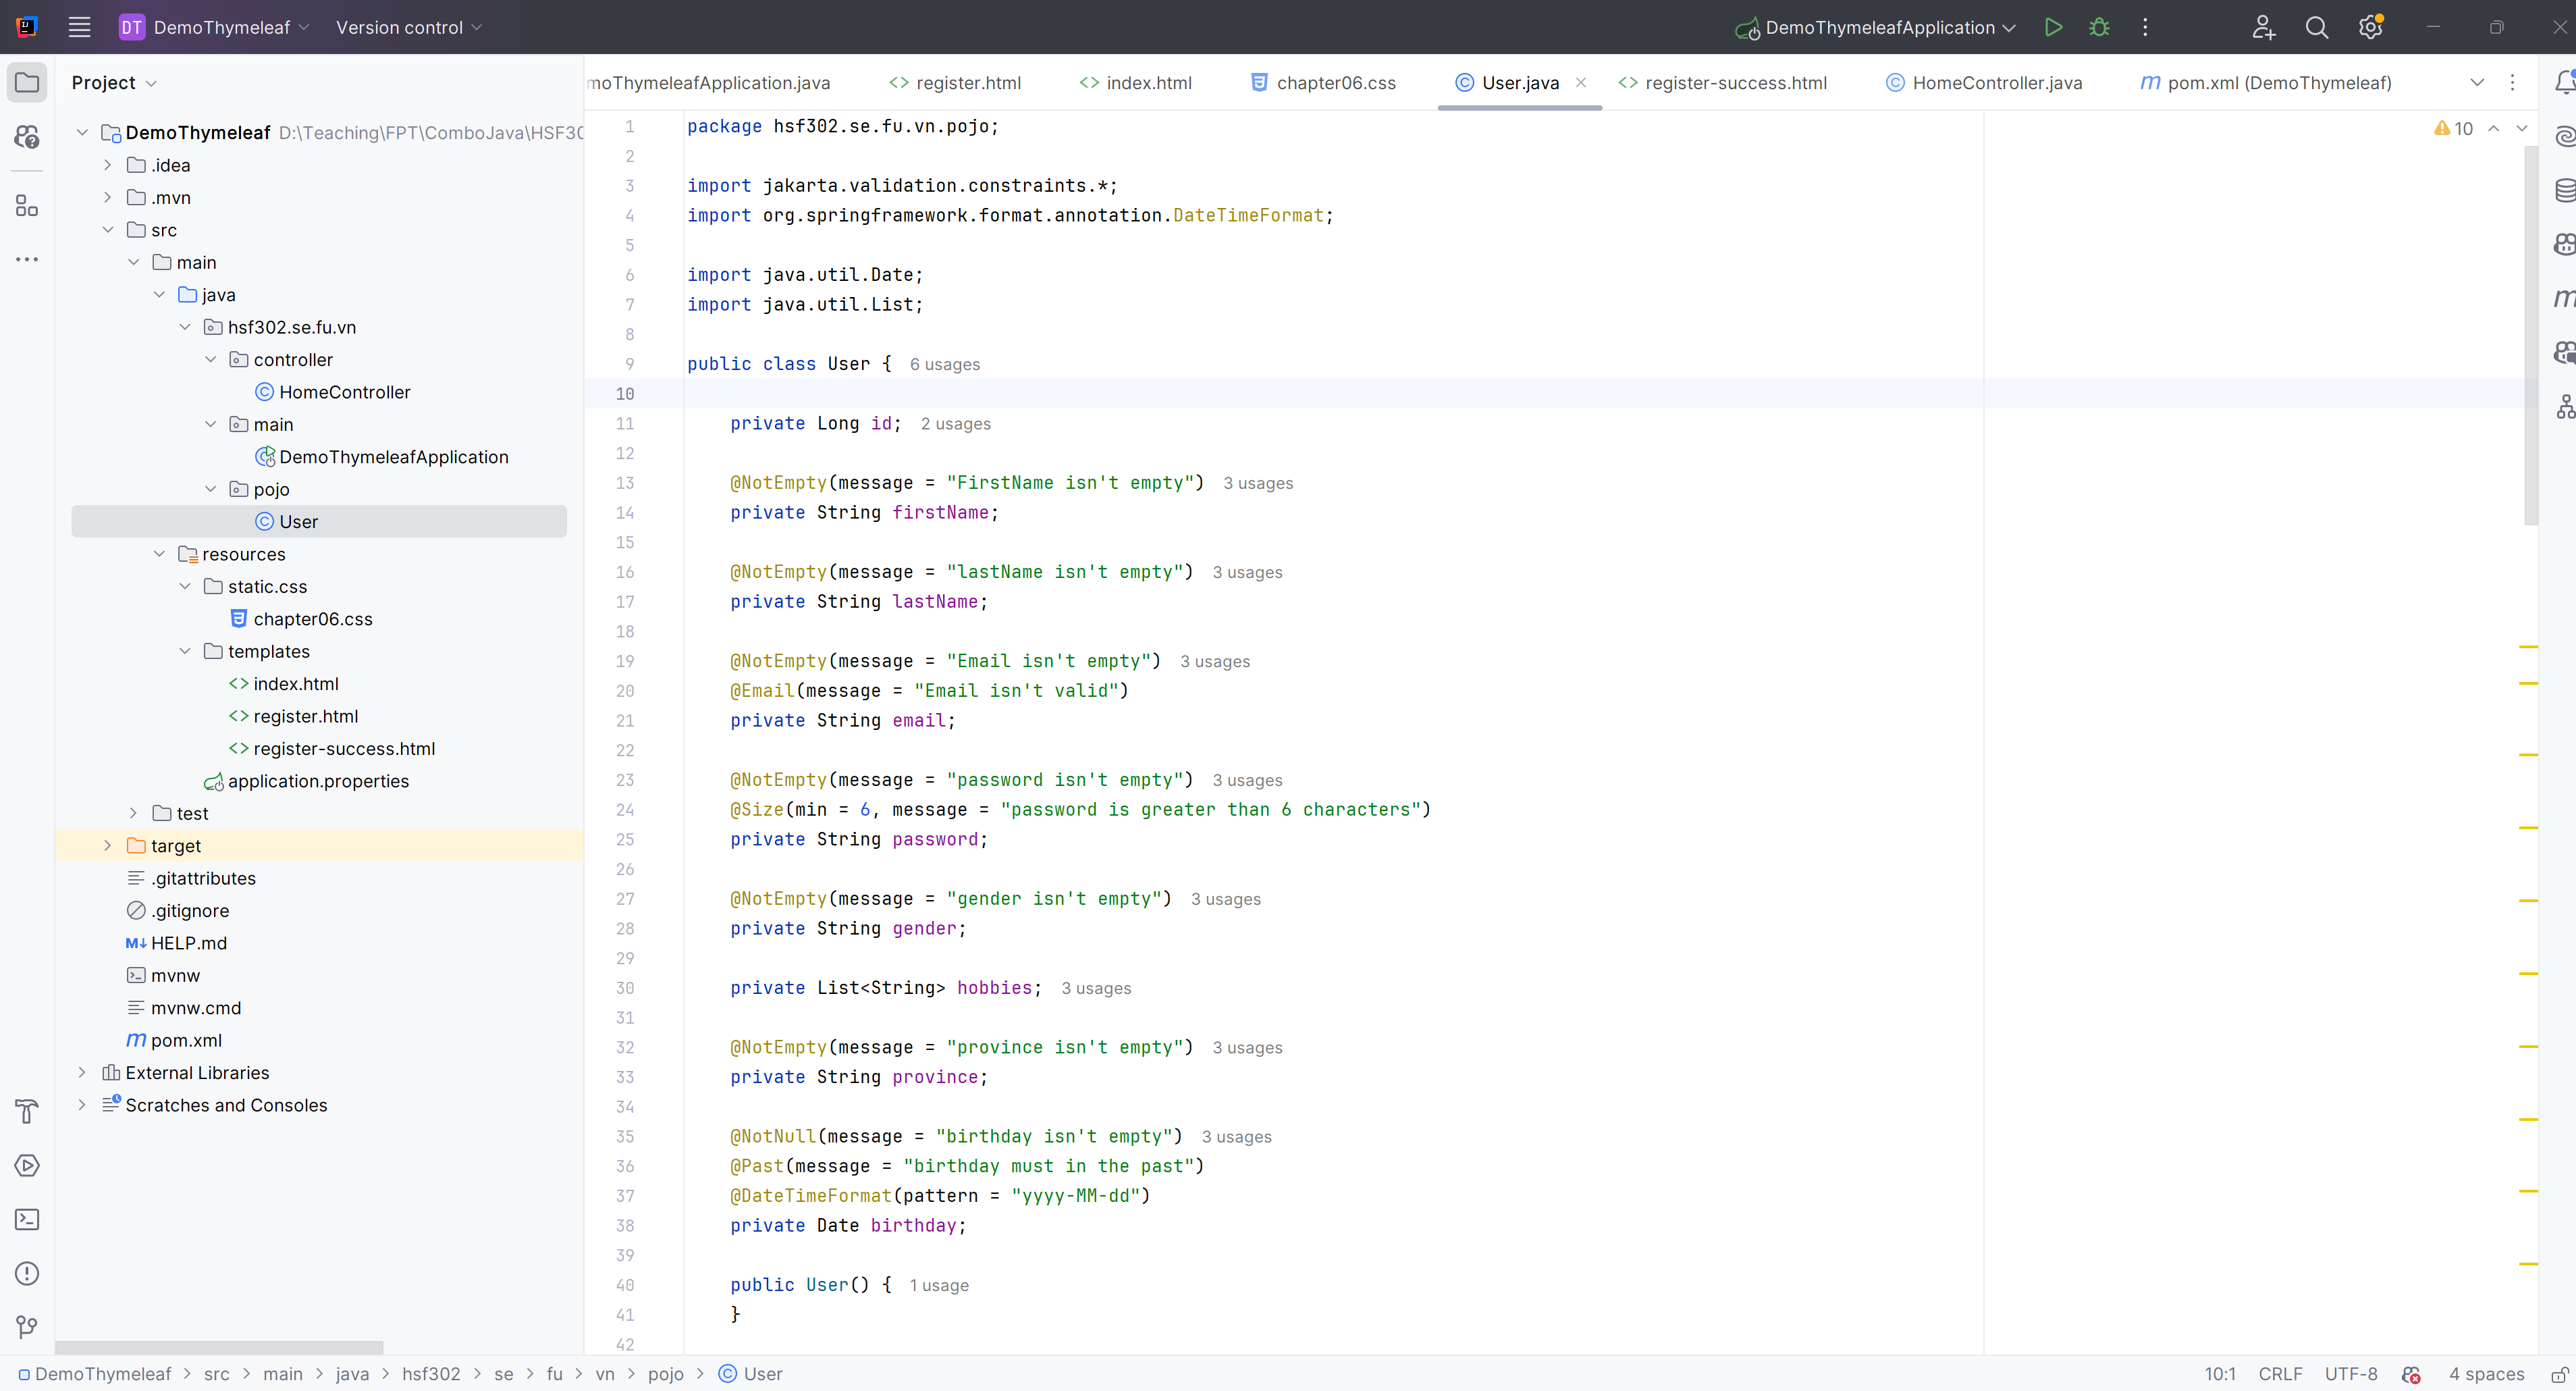 DT DemoThymeleaf Version control DemoThymeleafApplication
Project
moThymeleafApplication.java register.html index.html chapter06.css User.java register-success.html HomeController.java pom.xml (DemoThymeleaf)
DemoThymeleaf D:\Teaching\FPT\ComboJava\HSF30
.idea
.mvn
src
main
java
hsf302.se.fu.vn
controller
HomeController
main
DemoThymeleafApplication
pojo
User
resources
static.css
chapter06.css
templates
index.html
register.html
register-success.html
application.properties
test
target
.gitattributes
.gitignore
HELP.md
mvnw
mvnw.cmd
pom.xml
External Libraries
Scratches and Consoles
10
1 package hsf302.se.fu.vn.pojo;
2
3 import jakarta.validation.constraints.*;
4 import org.springframework.format.annotation.DateTimeFormat;
5
6 import java.util.Date;
7 import java.util.List;
8
9 public class User { 6 usages
10
11 private Long id; 2 usages
12
13 @NotEmpty(message = "FirstName isn't empty") 3 usages
14 private String firstName;
15
16 @NotEmpty(message = "lastName isn't empty") 3 usages
17 private String lastName;
18
19 @NotEmpty(message = "Email isn't empty") 3 usages
20 @Email(message = "Email isn't valid")
21 private String email;
22
23 @NotEmpty(message = "password isn't empty") 3 usages
24 @Size(min = 6, message = "password is greater than 6 characters")
25 private String password;
26
27 @NotEmpty(message = "gender isn't empty") 3 usages
28 private String gender;
29
30 private List<String> hobbies; 3 usages
31
32 @NotEmpty(message = "province isn't empty") 3 usages
33 private String province;
34
35 @NotNull(message = "birthday isn't empty") 3 usages
36 @Past(message = "birthday must in the past")
37 @DateTimeFormat(pattern = "yyyy-MM-dd")
38 private Date birthday;
39
40 public User() { 1 usage
41 }
42
DemoThymeleaf > src > main > java > hsf302 > se > fu > vn > pojo > User 10:1 CRLF UTF-8 4 spaces